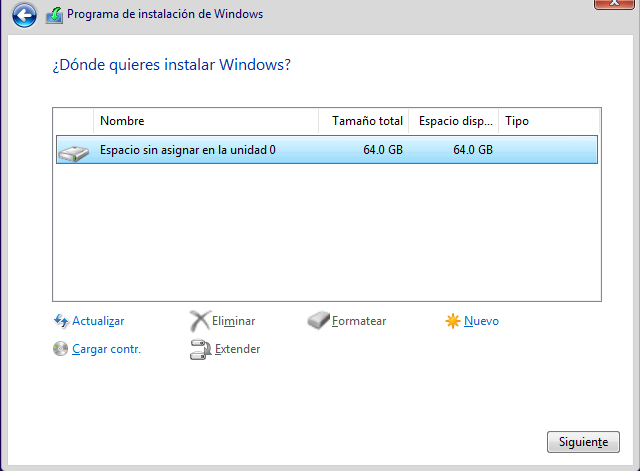 Programa de instalación de Windows
¿Dónde quieres instalar Windows?
Nombre Tamaño total Espacio disp... Tipo
Espacio sin asignar en la unidad 0 64.0 GB 64.0 GB
Actualizar Eliminar Formatear Nuevo
Cargar contr. Extender
Siguiente